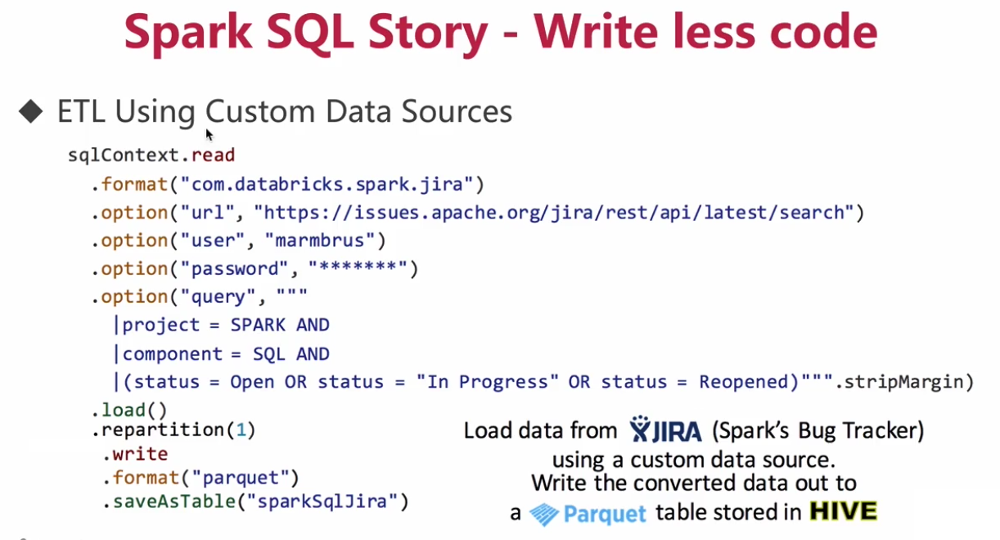 Spark SQL Story - Write less code
◆ ETL Using Custom Data Sources
sqlContext.read
.format("com.databricks.spark.jira")
.option("url", "https://issues.apache.org/jira/rest/api/latest/search")
.option("user", "marmbrus")
.option("password", "*******")
.option("query", """
|project = SPARK AND
|component = SQL AND
|(status = Open OR status = "In Progress" OR status = Reopened)""".stripMargin)
.load()
.repartition(1)
.write
.format("parquet")
.saveAsTable("sparkSqlJira")
Load data from JIRA (Spark's Bug Tracker)
using a custom data source.
Write the converted data out to
a Parquet table stored in HIVE